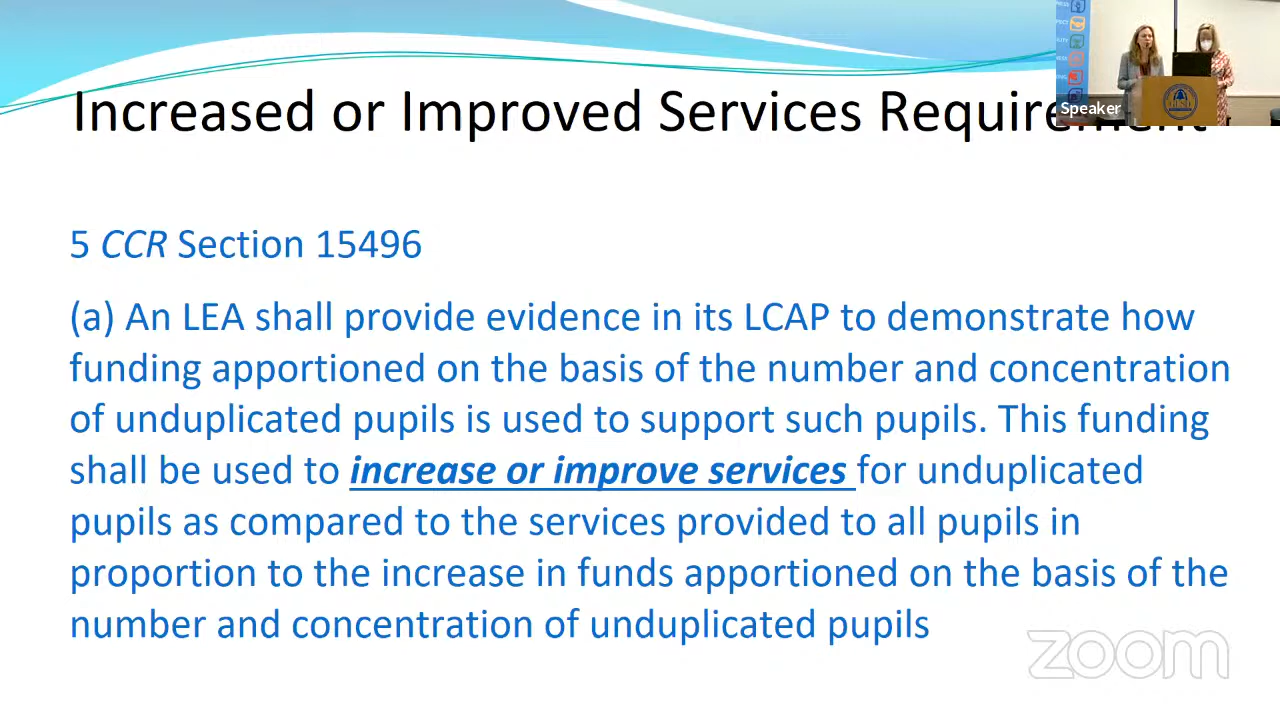 Increased or Improved Services Requirement
Speaker
5 CCR Section 15496
(a) An LEA shall provide evidence in its LCAP to demonstrate how
funding apportioned on the basis of the number and concentration
of unduplicated pupils is used to support such pupils. This funding
shall be used to increase or improve services for unduplicated
pupils as compared to the services provided to all pupils in
proportion to the increase in funds apportioned on the basis of the
number and concentration of unduplicated pupils
zoom